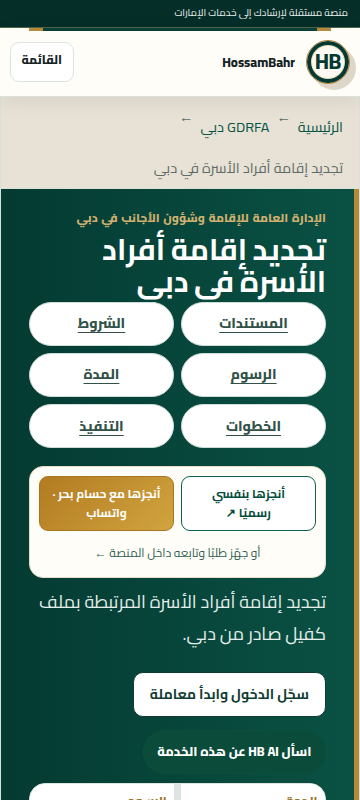 منصة مستقلة لإرشادك إلى خدمات الإمارات
HB
HossamBahr
القائمة
الرئيسية ← GDRFA دبي ←
تجديد إقامة أفراد الأسرة في دبي
الإدارة العامة للإقامة وشؤون الأجانب في دبي
تجديد إقامة أفراد
الأسرة في دبي
المستندات
الشروط
الرسوم
المدة
الخطوات
التنفيذ
أنجزها بنفسي
رسميًا ↗
أنجزها مع حسام بحر ·
واتساب
أو جهّز طلبًا وتابعه داخل المنصة ←
تجديد إقامة أفراد الأسرة المرتبطة بملف
كفيل صادر من دبي.
سجّل الدخول وابدأ معاملة
اسأل HB AI عن هذه الخدمة